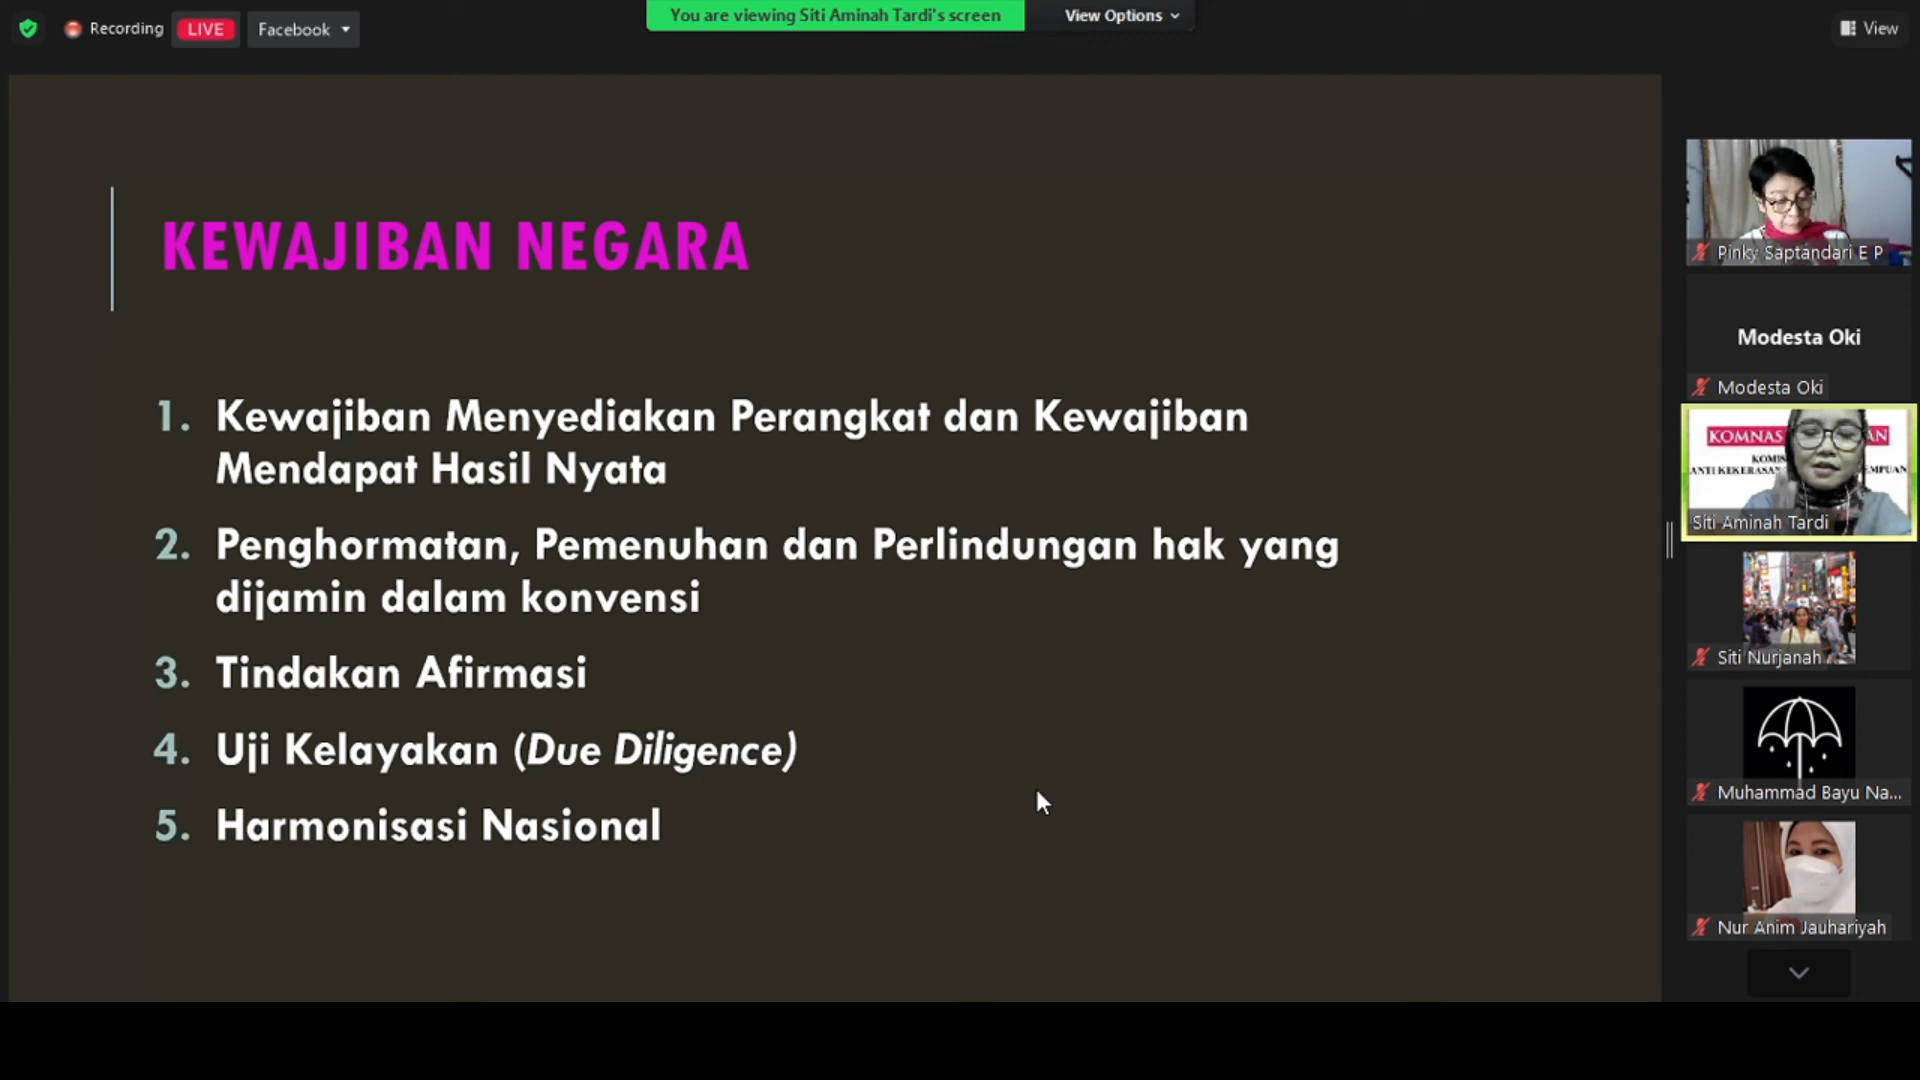 Recording
LIVE
Facebook
You are viewing Siti Aminah Tardi's screen
View Options
View
KEWAJIBAN NEGARA
1. Kewajiban Menyediakan Perangkat dan Kewajiban
Mendapat Hasil Nyata
2. Penghormatan, Pemenuhan dan Perlindungan hak yang
dijamin dalam konvensi
3. Tindakan Afirmasi
4. Uji Kelayakan (Due Diligence)
5. Harmonisasi Nasional
Pinky Saptandari E P
Modesta Oki
Modesta Oki
KOMNAS
ANTI KEKERASAN
Siti Aminah Tardi
Siti Nurjanah
Muhammad Bayu Na...
Nur Anim Jauhariyah